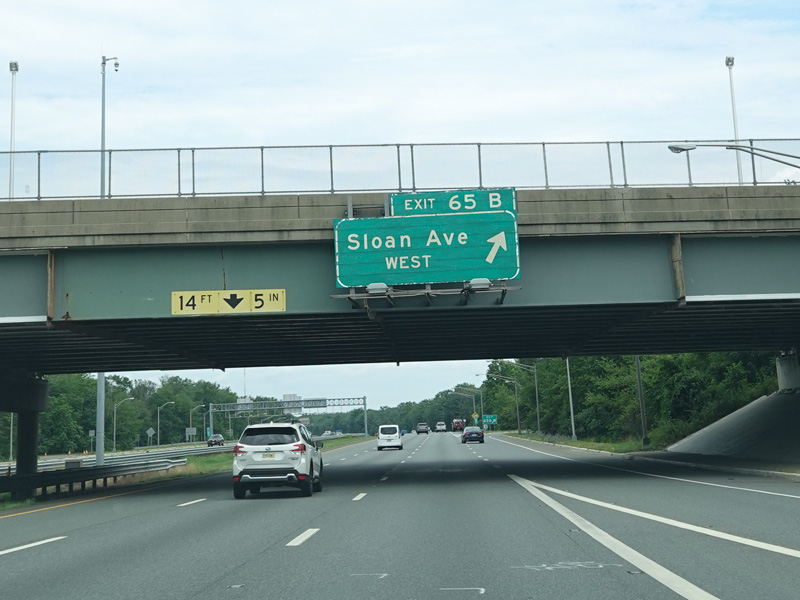 EXIT 65 B
Sloan Ave
WEST
14 FT 5 IN